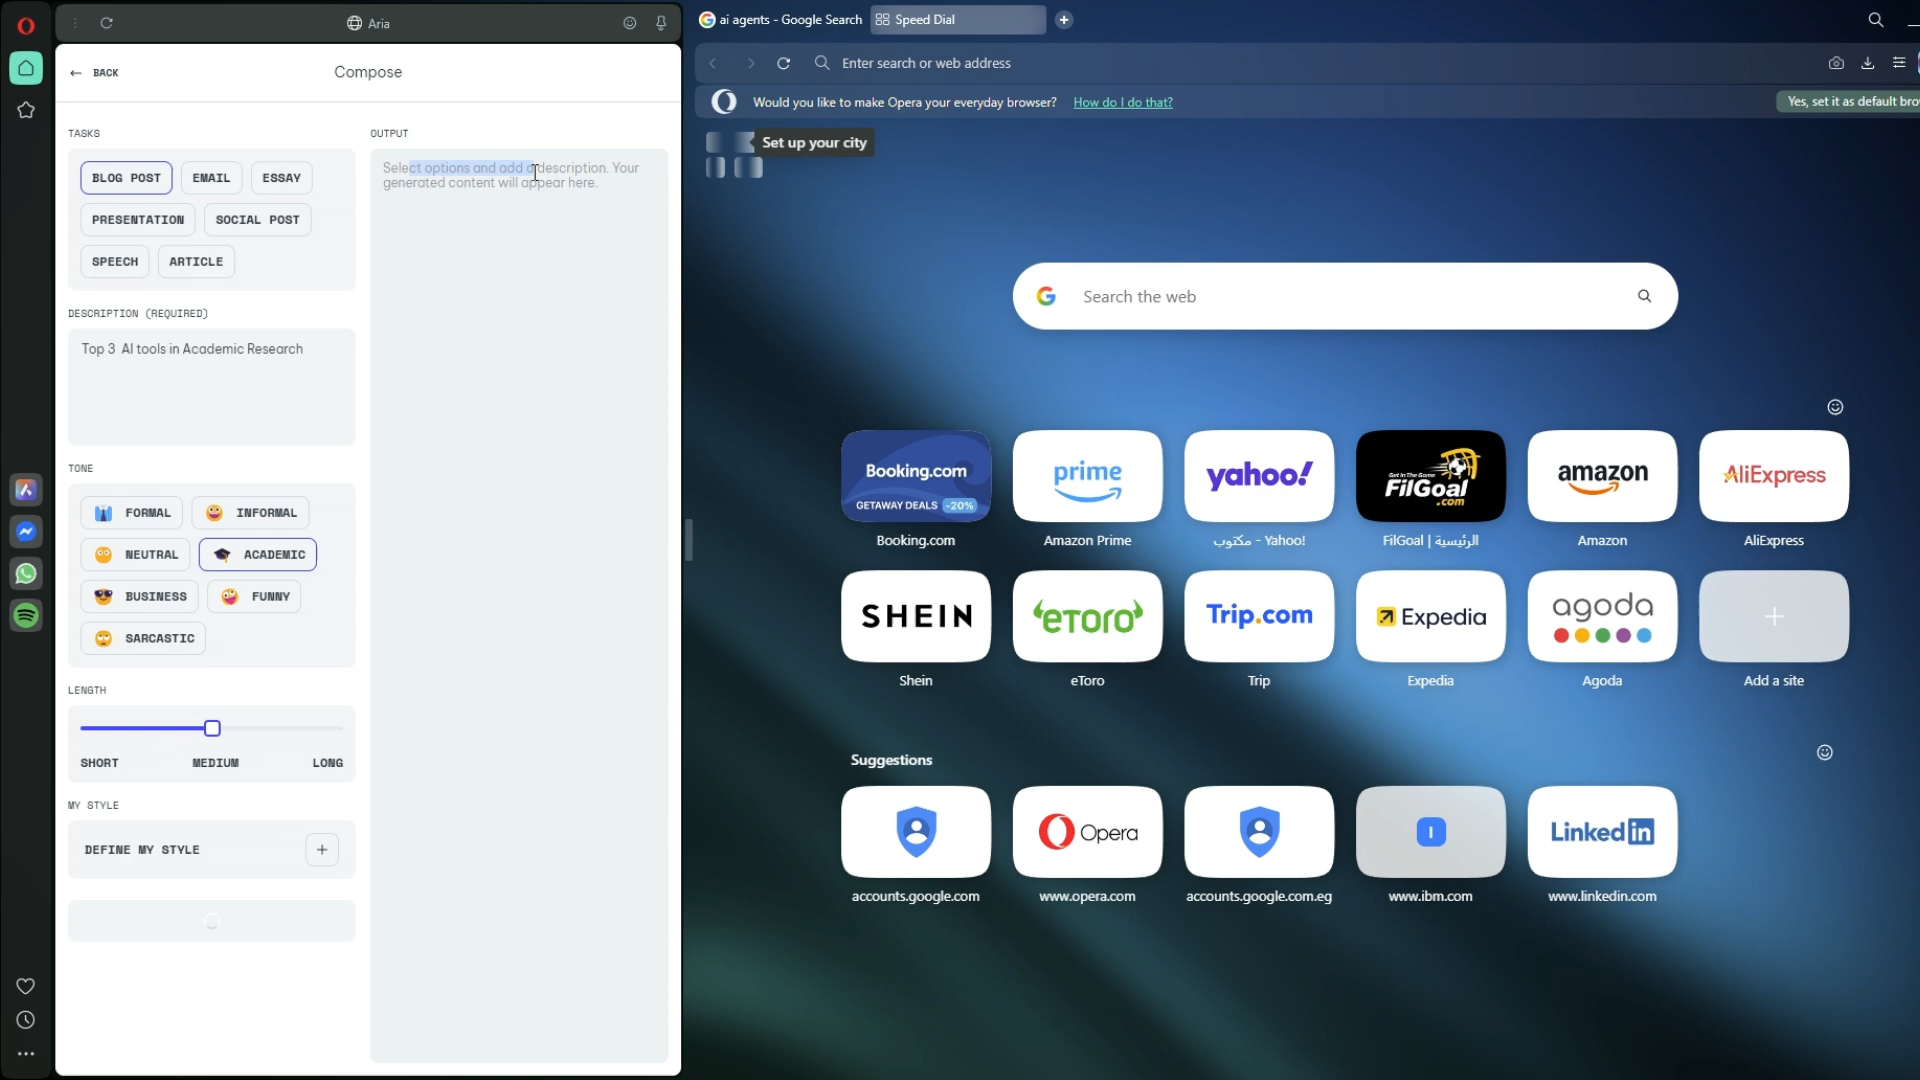 Aria
BACK
Compose
TASKS
BLOG POST
EMAIL
ESSAY
PRESENTATION
SOCIAL POST
SPEECH
ARTICLE
DESCRIPTION (REQUIRED)
Top 3 AI tools in Academic Research
TONE
FORMAL
INFORMAL
NEUTRAL
ACADEMIC
BUSINESS
FUNNY
SARCASTIC
LENGTH
SHORT
MEDIUM
LONG
MY STYLE
DEFINE MY STYLE
OUTPUT
Select options and add a description. Your
generated content will appear here.
ai agents - Google Search
Speed Dial
Enter search or web address
Would you like to make Opera your everyday browser? How do I do that?
Yes, set it as default bro
Set up your city
Search the web
Booking.com
GETAWAY DEALS -20%
prime
yahoo!
Get In The Game
FilGoal
.com
amazon
AliExpress
Booking.com
Amazon Prime
مكتوب - Yahoo!
FilGoal | الرئيسية
Amazon
AliExpress
SHEIN
eToro
Trip.com
Expedia
agoda
Shein
eToro
Trip
Expedia
Agoda
Add a site
Suggestions
Opera
I
Linked in
accounts.google.com
www.opera.com
accounts.google.com.eg
www.ibm.com
www.linkedin.com